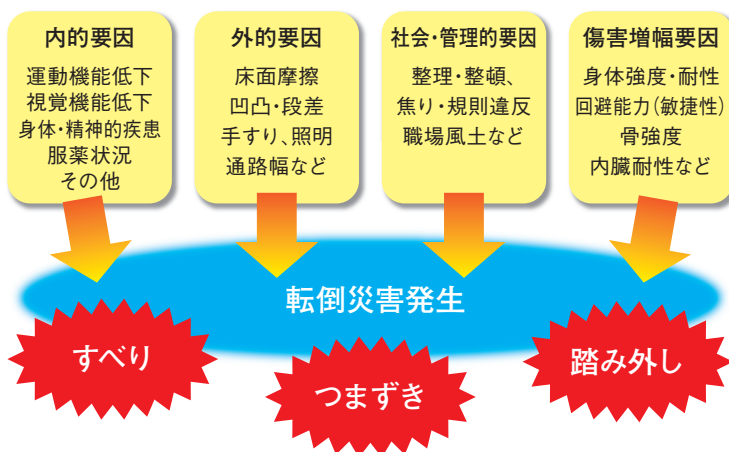 内的要因
運動機能低下
視覚機能低下
身体・精神的疾患
服薬状況
その他
外的要因
床面摩擦
凹凸・段差
手すり、照明
通路幅など
社会・管理的要因
整理・整頓、
焦り・規則違反
職場風土など
傷害増幅要因
身体強度・耐性
回避能力(敏捷性)
骨強度
内臓耐性など
転倒災害発生
すべり
つまずき
踏み外し